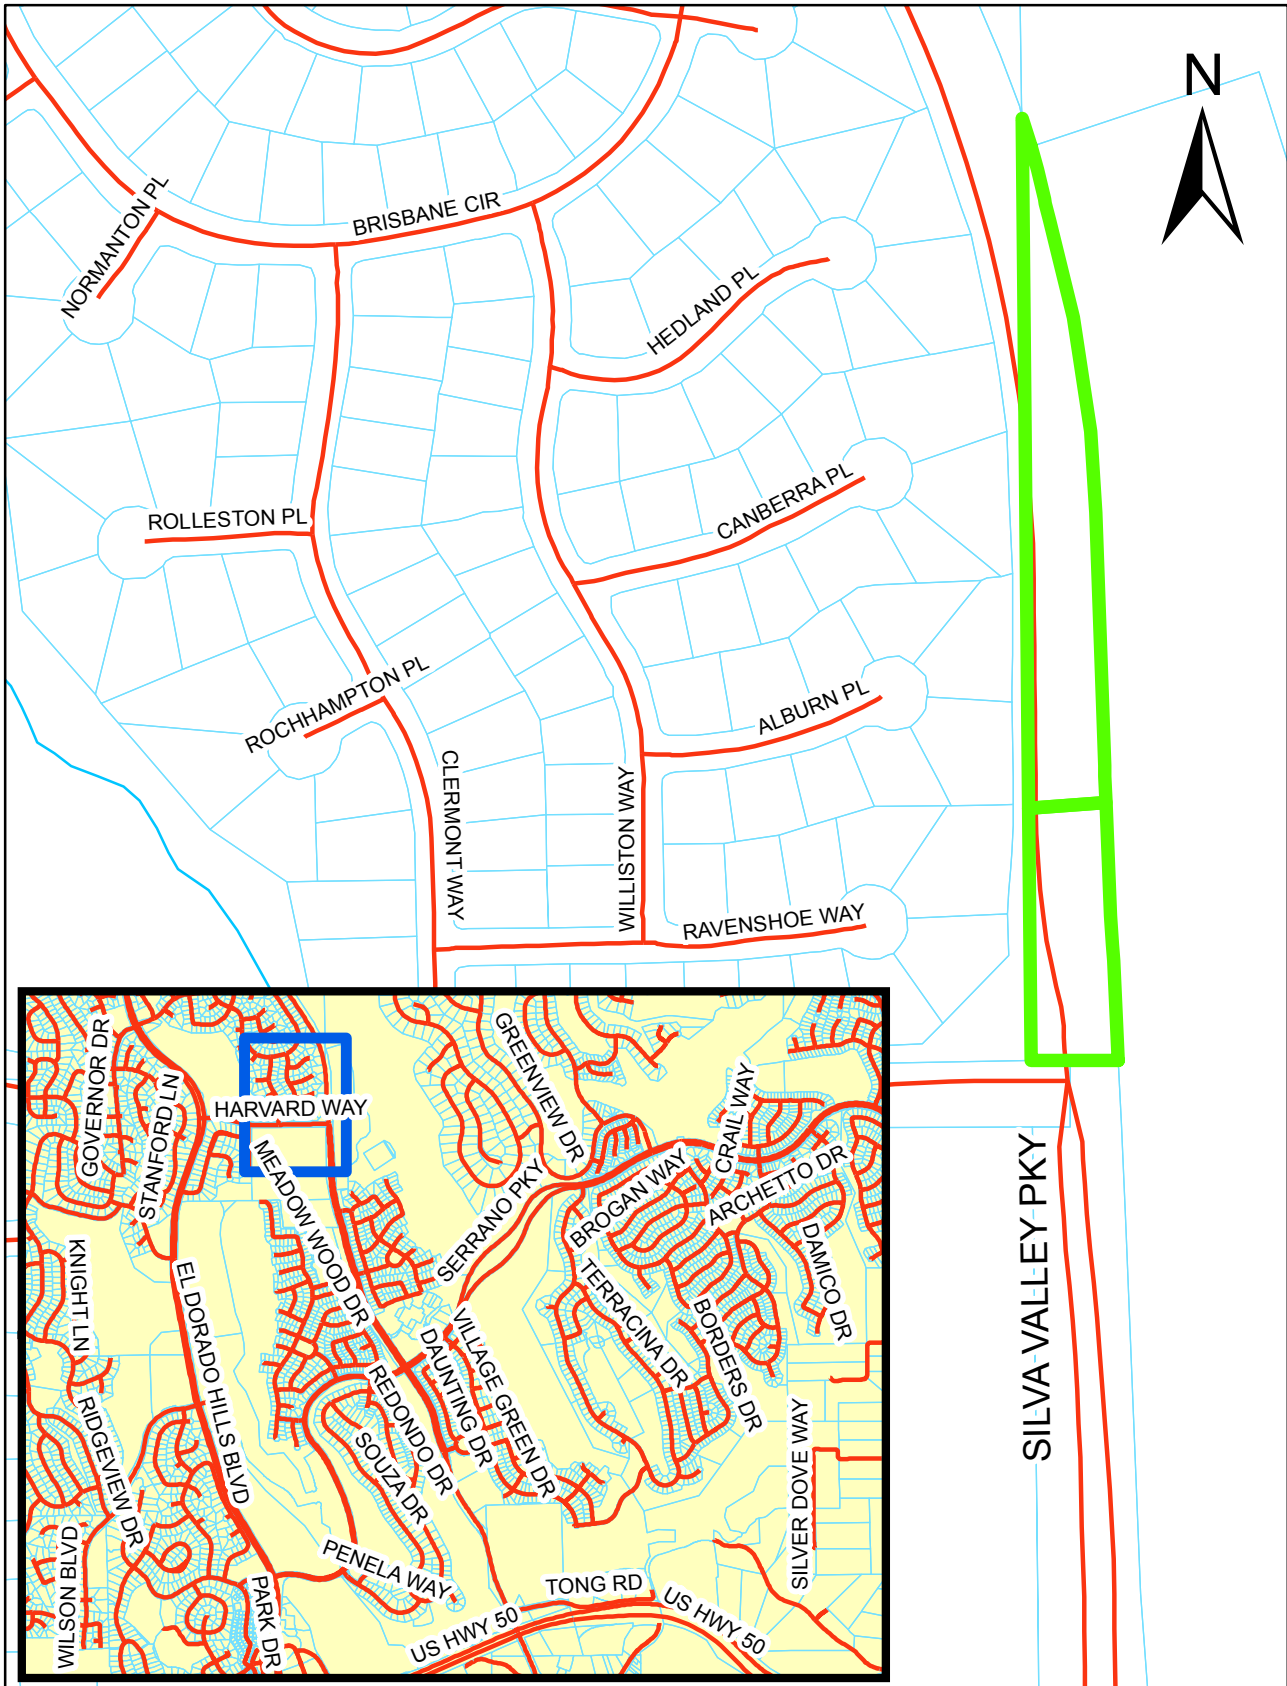 N
NORMANTON PL
BRISBANE CIR
HEDLAND PL
CANBERRA PL
ROLLESTON PL
ROCHHAMPTON PL
ALBURN PL
CLERMONT WAY
WILLISTON WAY
RAVENSHOE WAY
SILVA VALLEY PKY
GOVERNOR DR
STANFORD LN
HARVARD WAY
GREENVIEW DR
CRAIL WAY
MEADOW WOOD DR
SERRANO PKY
BROGAN WAY
ARCHETTO DR
DAMICO DR
KNIGHT LN
EL DORADO HILLS BLVD
TERRACINA DR
BORDERS DR
VILLAGE GREEN DR
DAUNTING DR
REDONDO DR
SOUZA DR
RIDGEVIEW DR
SILVER DOVE WAY
WILSON BLVD
PENELA WAY
PARK DR
TONG RD
US HWY 50
US HWY 50